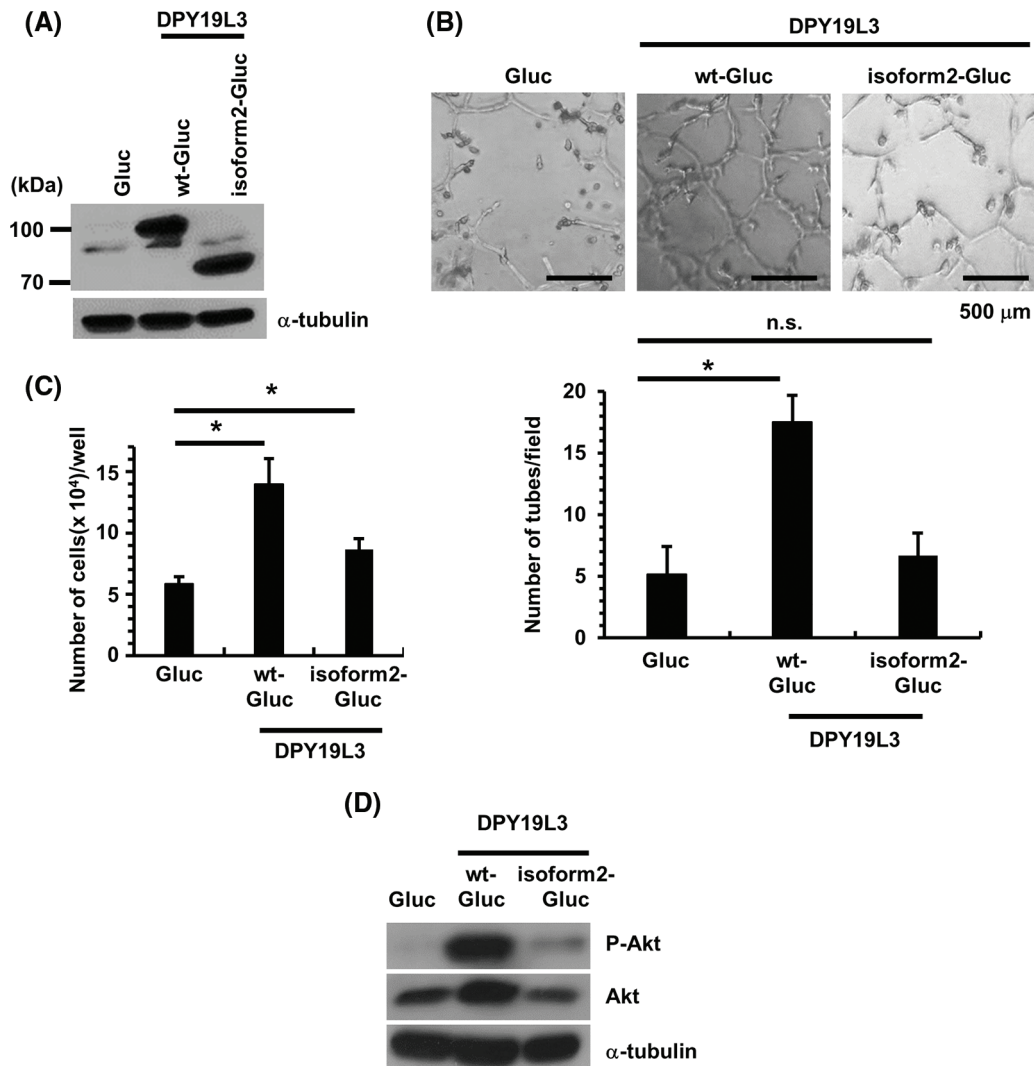 (A)
DPY19L3
Gluc
wt-Gluc
isoform2-Gluc
(kDa)
100
70
α-tubulin
(B)
DPY19L3
Gluc
wt-Gluc
isoform2-Gluc
500 μm
n.s.
*
Number of tubes/field
20
15
10
5
0
Gluc
wt-
Gluc
isoform2-
Gluc
DPY19L3
(C)
*
*
Number of cells(x 10⁴)/well
15
10
5
0
Gluc
wt-
Gluc
isoform2-
Gluc
DPY19L3
(D)
DPY19L3
Gluc
wt-
Gluc
isoform2-
Gluc
P-Akt
Akt
α-tubulin